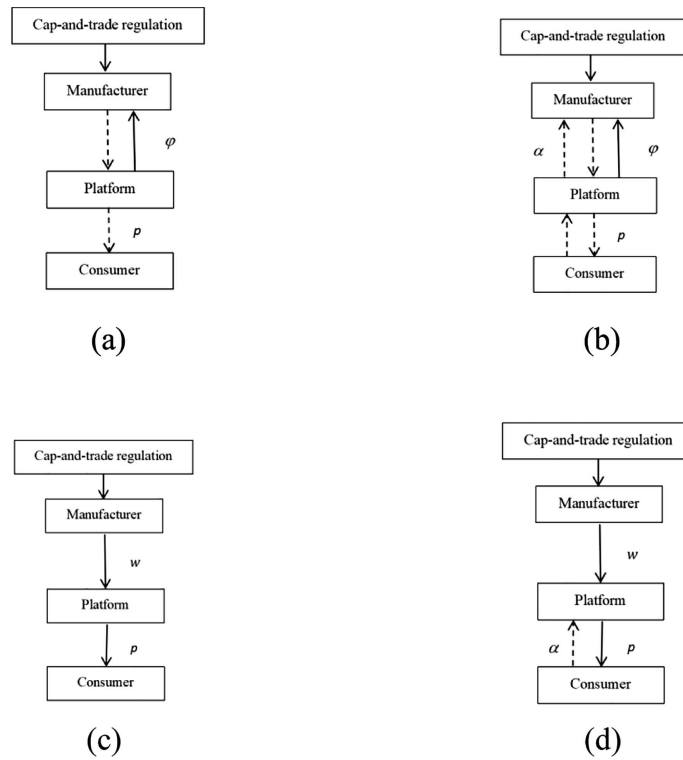 Cap-and-trade regulation
Manufacturer
φ
Platform
p
Consumer
(a)
Cap-and-trade regulation
Manufacturer
α
φ
Platform
p
Consumer
(b)
Cap-and-trade regulation
Manufacturer
w
Platform
p
Consumer
(c)
Cap-and-trade regulation
Manufacturer
w
Platform
α
p
Consumer
(d)